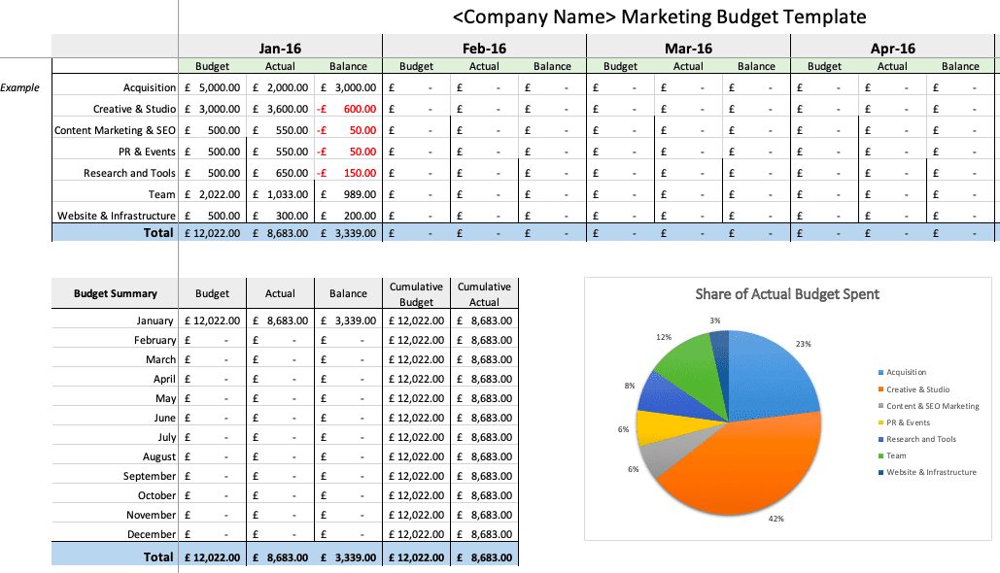 <Company Name> Marketing Budget Template
Jan-16 Feb-16 Mar-16 Apr-16
Budget Actual Balance Budget Actual Balance Budget Actual Balance Budget Actual Balance
Example Acquisition £ 5,000.00 £ 2,000.00 £ 3,000.00 £ - £ - £ - £ - £ - £ - £ - £ - £ -
Creative & Studio £ 3,000.00 £ 3,600.00 -£ 600.00 £ - £ - £ - £ - £ - £ - £ - £ - £ -
Content Marketing & SEO £ 500.00 £ 550.00 -£ 50.00 £ - £ - £ - £ - £ - £ - £ - £ - £ -
PR & Events £ 500.00 £ 550.00 -£ 50.00 £ - £ - £ - £ - £ - £ - £ - £ - £ -
Research and Tools £ 500.00 £ 650.00 -£ 150.00 £ - £ - £ - £ - £ - £ - £ - £ - £ -
Team £ 2,022.00 £ 1,033.00 £ 989.00 £ - £ - £ - £ - £ - £ - £ - £ - £ -
Website & Infrastructure £ 500.00 £ 300.00 £ 200.00 £ - £ - £ - £ - £ - £ - £ - £ - £ -
Total £ 12,022.00 £ 8,683.00 £ 3,339.00 £ - £ - £ - £ - £ - £ - £ - £ - £ -
Budget Summary Budget Actual Balance Cumulative Budget Cumulative Actual
January £ 12,022.00 £ 8,683.00 £ 3,339.00 £ 12,022.00 £ 8,683.00
February £ - £ - £ - £ 12,022.00 £ 8,683.00
March £ - £ - £ - £ 12,022.00 £ 8,683.00
April £ - £ - £ - £ 12,022.00 £ 8,683.00
May £ - £ - £ - £ 12,022.00 £ 8,683.00
June £ - £ - £ - £ 12,022.00 £ 8,683.00
July £ - £ - £ - £ 12,022.00 £ 8,683.00
August £ - £ - £ - £ 12,022.00 £ 8,683.00
September £ - £ - £ - £ 12,022.00 £ 8,683.00
October £ - £ - £ - £ 12,022.00 £ 8,683.00
November £ - £ - £ - £ 12,022.00 £ 8,683.00
December £ - £ - £ - £ 12,022.00 £ 8,683.00
Total £ 12,022.00 £ 8,683.00 £ 3,339.00 £ 12,022.00 £ 8,683.00
Share of Actual Budget Spent
3%
12%
23%
8%
6%
6%
42%
Acquisition
Creative & Studio
Content & SEO Marketing
PR & Events
Research and Tools
Team
Website & Infrastructure